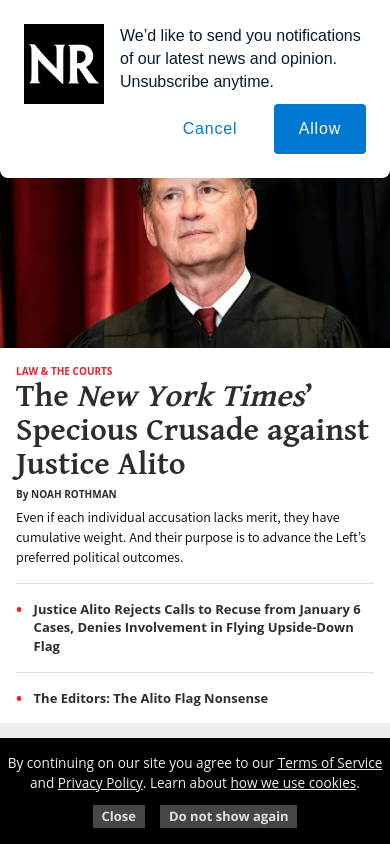 NR
We’d like to send you notifications
of our latest news and opinion.
Unsubscribe anytime.
Cancel
Allow
LAW & THE COURTS
The New York Times’
Specious Crusade against
Justice Alito
By NOAH ROTHMAN
Even if each individual accusation lacks merit, they have
cumulative weight. And their purpose is to advance the Left’s
preferred political outcomes.
• Justice Alito Rejects Calls to Recuse from January 6
Cases, Denies Involvement in Flying Upside-Down
Flag
• The Editors: The Alito Flag Nonsense
By continuing on our site you agree to our Terms of Service
and Privacy Policy. Learn about how we use cookies.
Close
Do not show again